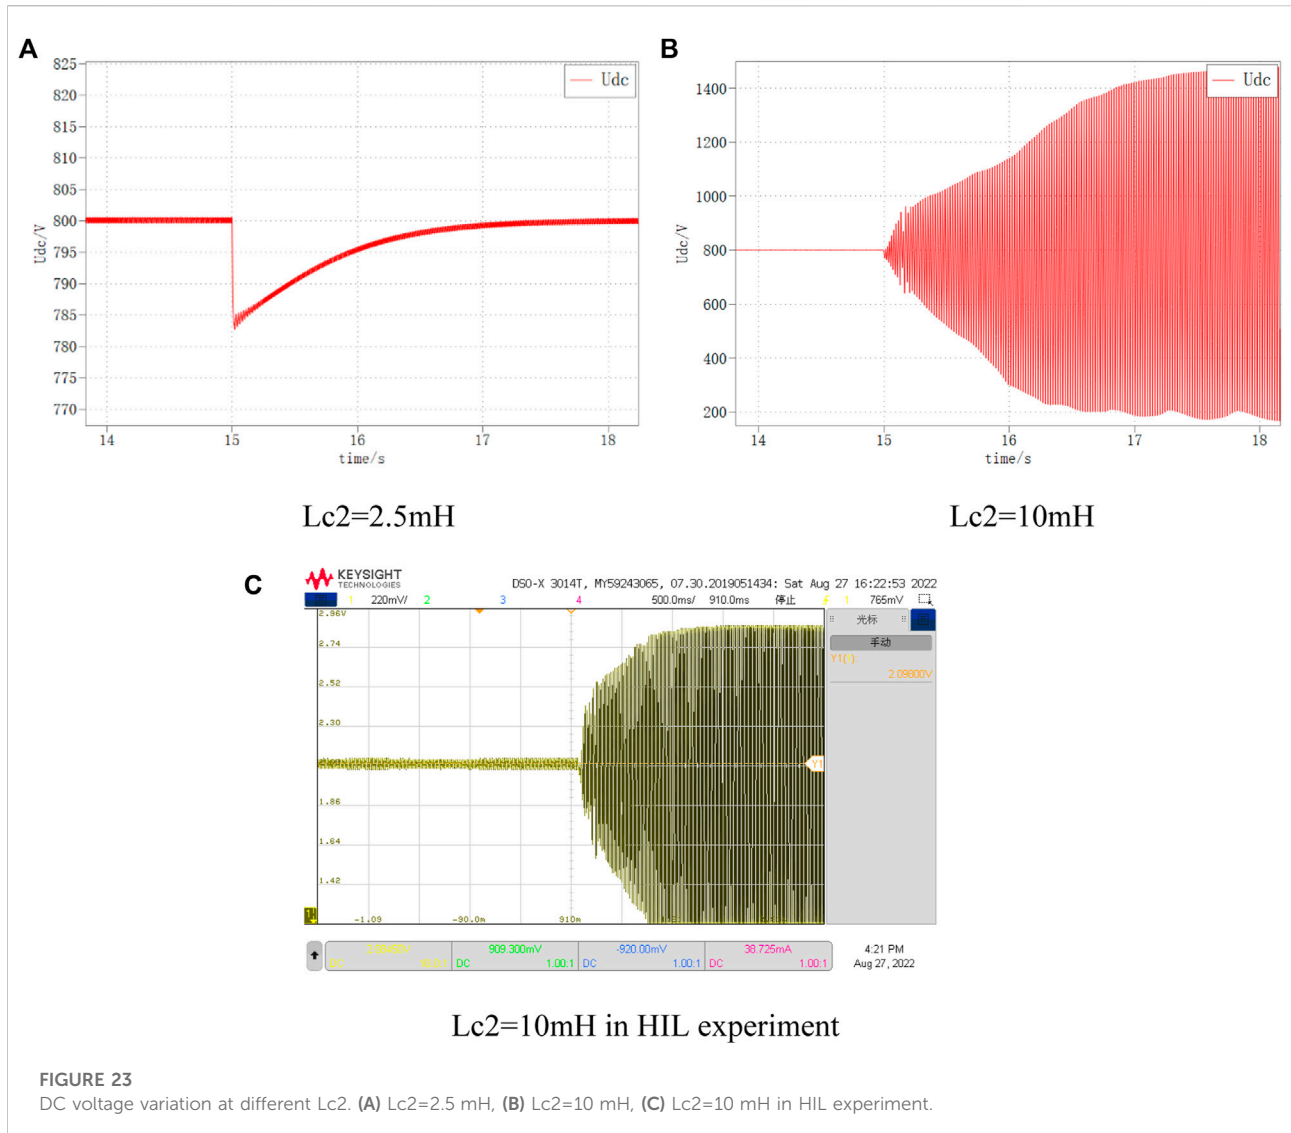 A
825
820
815
810
805
800
795
790
785
780
775
770
Udc/V
14
15
16
17
18
time/s
Udc
Lc2=2.5mH
B
1400
1200
1000
800
600
400
200
Udc/V
14
15
16
17
18
time/s
Udc
Lc2=10mH
C
KEYSIGHT
TECHNOLOGIES
DSO-X 3014T, MY59243065, 07.30.2019051434: Sat Aug 27 16:22:53 2022
1 220mV/ 2 3 4 500.0ms/ 910.0ms 停止 1 765mV
2.96V
2.74
2.52
2.30
1.86
1.64
1.42
-1.09 -90.0m 910m
Y1
光标
手动
Y1(1):
2.09800V
909.300mV -920.00mV 38.725mA
DC DC 1.00:1 DC 1.00:1 DC 1.00:1
4:21 PM
Aug 27, 2022
Lc2=10mH in HIL experiment
FIGURE 23
DC voltage variation at different Lc2. (A) Lc2=2.5 mH, (B) Lc2=10 mH, (C) Lc2=10 mH in HIL experiment.